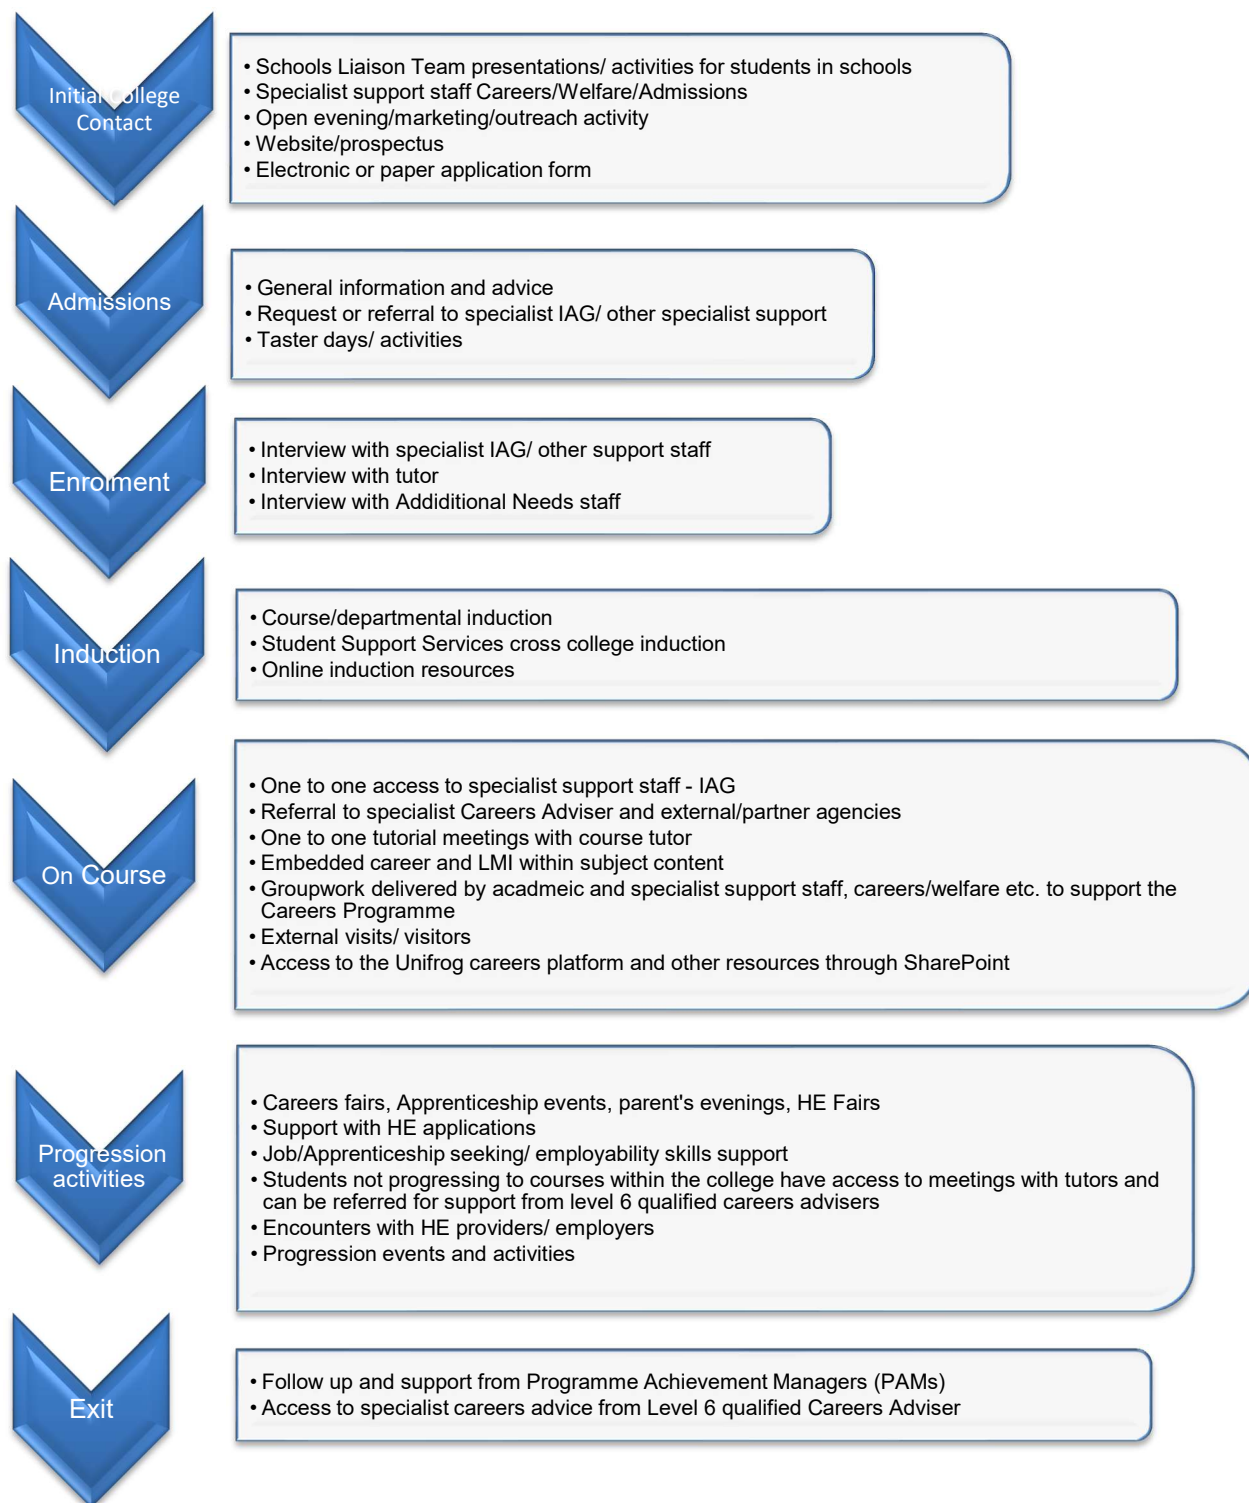 Initial College
Contact
• Schools Liaison Team presentations/ activities for students in schools
• Specialist support staff Careers/Welfare/Admissions
• Open evening/marketing/outreach activity
• Website/prospectus
• Electronic or paper application form
Admissions
• General information and advice
• Request or referral to specialist IAG/ other specialist support
• Taster days/ activities
Enrolment
• Interview with specialist IAG/ other support staff
• Interview with tutor
• Interview with Addiditional Needs staff
Induction
• Course/departmental induction
• Student Support Services cross college induction
• Online induction resources
On Course
• One to one access to specialist support staff - IAG
• Referral to specialist Careers Adviser and external/partner agencies
• One to one tutorial meetings with course tutor
• Embedded career and LMI within subject content
• Groupwork delivered by acadmeic and specialist support staff, careers/welfare etc. to support the
Careers Programme
• External visits/ visitors
• Access to the Unifrog careers platform and other resources through SharePoint
Progression
activities
• Careers fairs, Apprenticeship events, parent's evenings, HE Fairs
• Support with HE applications
• Job/Apprenticeship seeking/ employability skills support
• Students not progressing to courses within the college have access to meetings with tutors and
can be referred for support from level 6 qualified careers advisers
• Encounters with HE providers/ employers
• Progression events and activities
Exit
• Follow up and support from Programme Achievement Managers (PAMs)
• Access to specialist careers advice from Level 6 qualified Careers Adviser